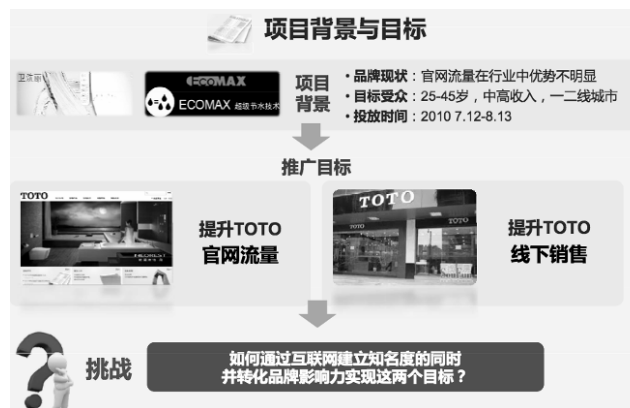 项目背景与目标
卫洗丽
ECOMAX
ECOMAX 超级节水技术
项目
背景
• 品牌现状：官网流量在行业中优势不明显
• 目标受众：25-45岁，中高收入，一二线城市
• 投放时间：2010 7.12-8.13
推广目标
TOTO
NEOREST
提升TOTO
官网流量
TOTO
TOTO
TOTO
提升TOTO
线下销售
挑战
如何通过互联网建立知名度的同时
并转化品牌影响力实现这两个目标？